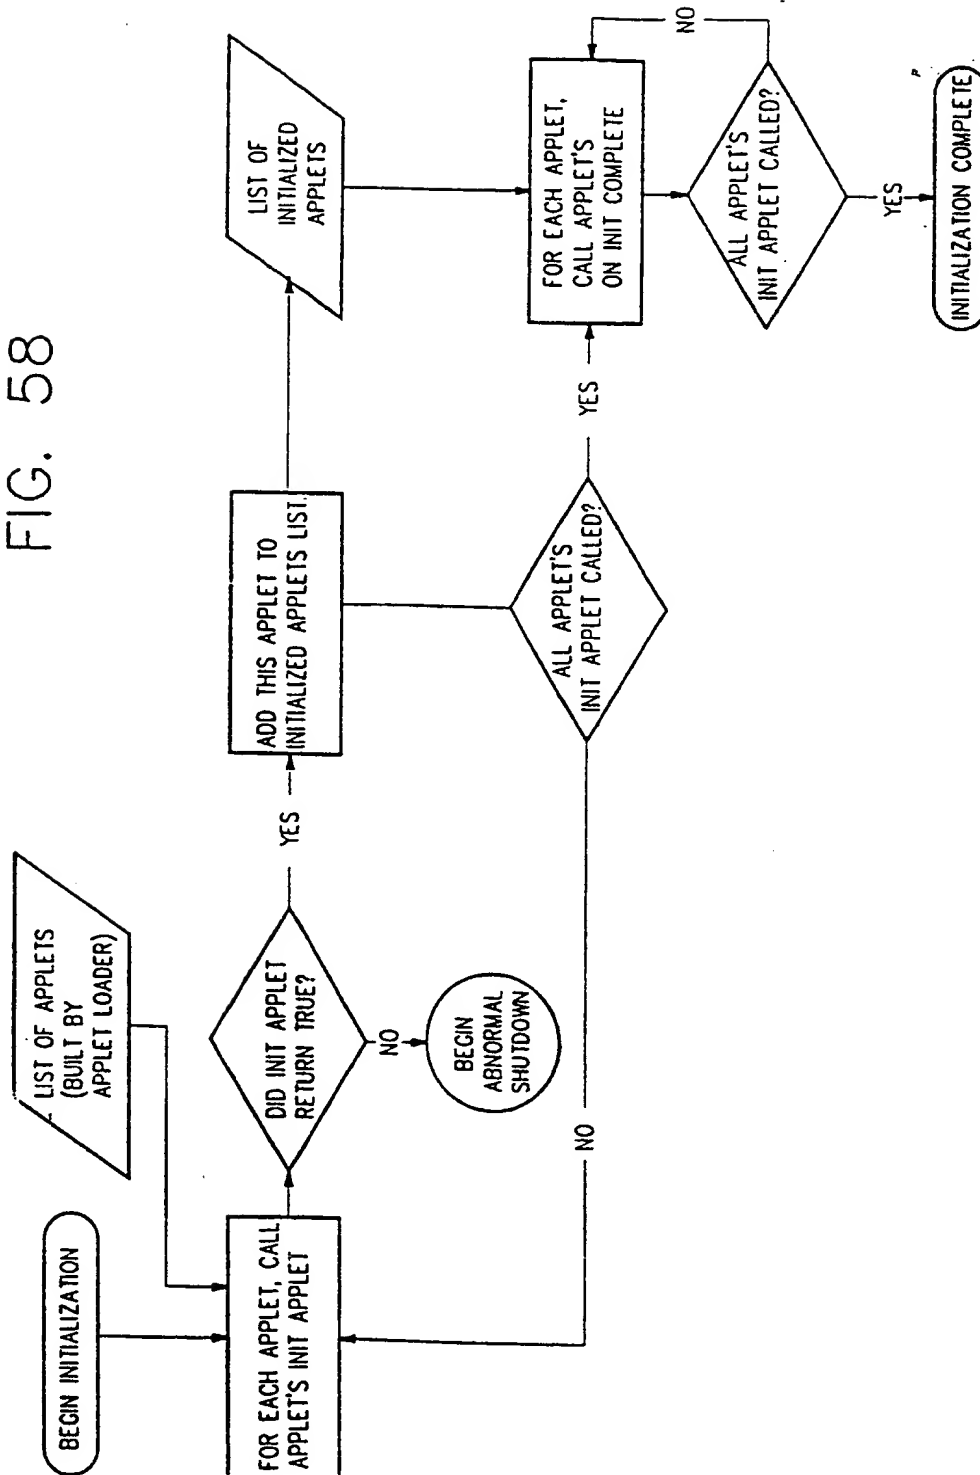 FIG. 58
BEGIN INITIALIZATION
LIST OF APPLETS
(BUILT BY
APPLET LOADER)
FOR EACH APPLET, CALL
APPLET'S INIT APPLET
DID INIT APPLET
RETURN TRUE?
NO
BEGIN
ABNORMAL
SHUTDOWN
YES
ADD THIS APPLET TO
INITIALIZED APPLETS LIST.
LIST OF
INITIALIZED
APPLETS
ALL APPLET'S
INIT APPLET CALLED?
NO
YES
FOR EACH APPLET,
CALL APPLET'S
ON INIT COMPLETE
ALL APPLET'S
INIT APPLET CALLED?
NO
YES
INITIALIZATION COMPLETE